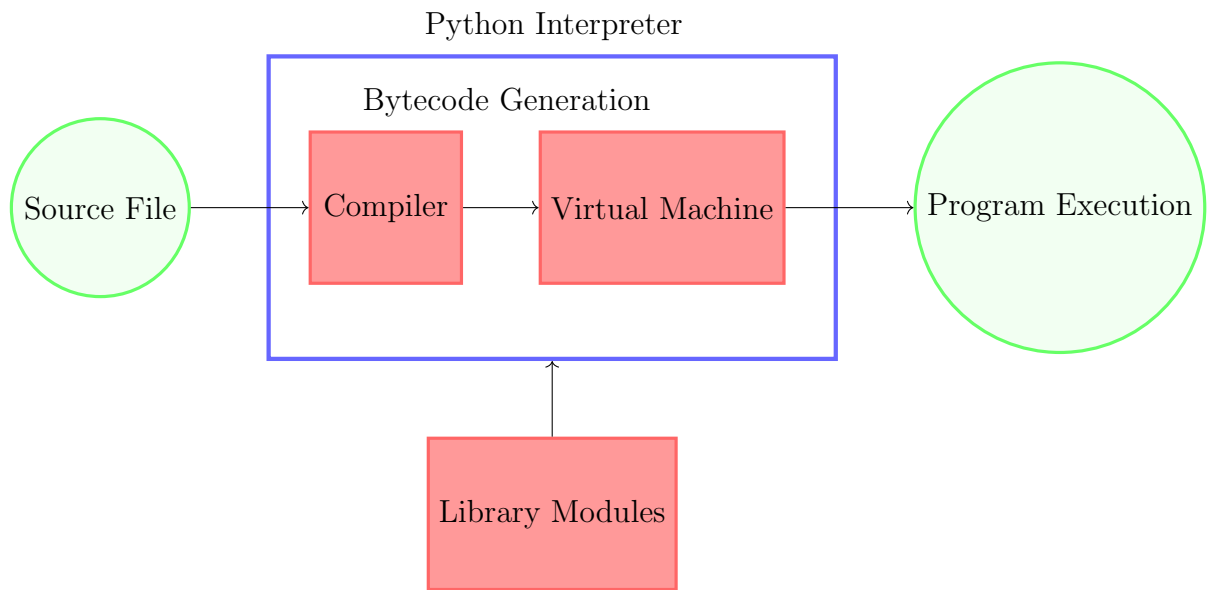 Python Interpreter
Bytecode Generation
Source File
Compiler
Virtual Machine
Program Execution
Library Modules